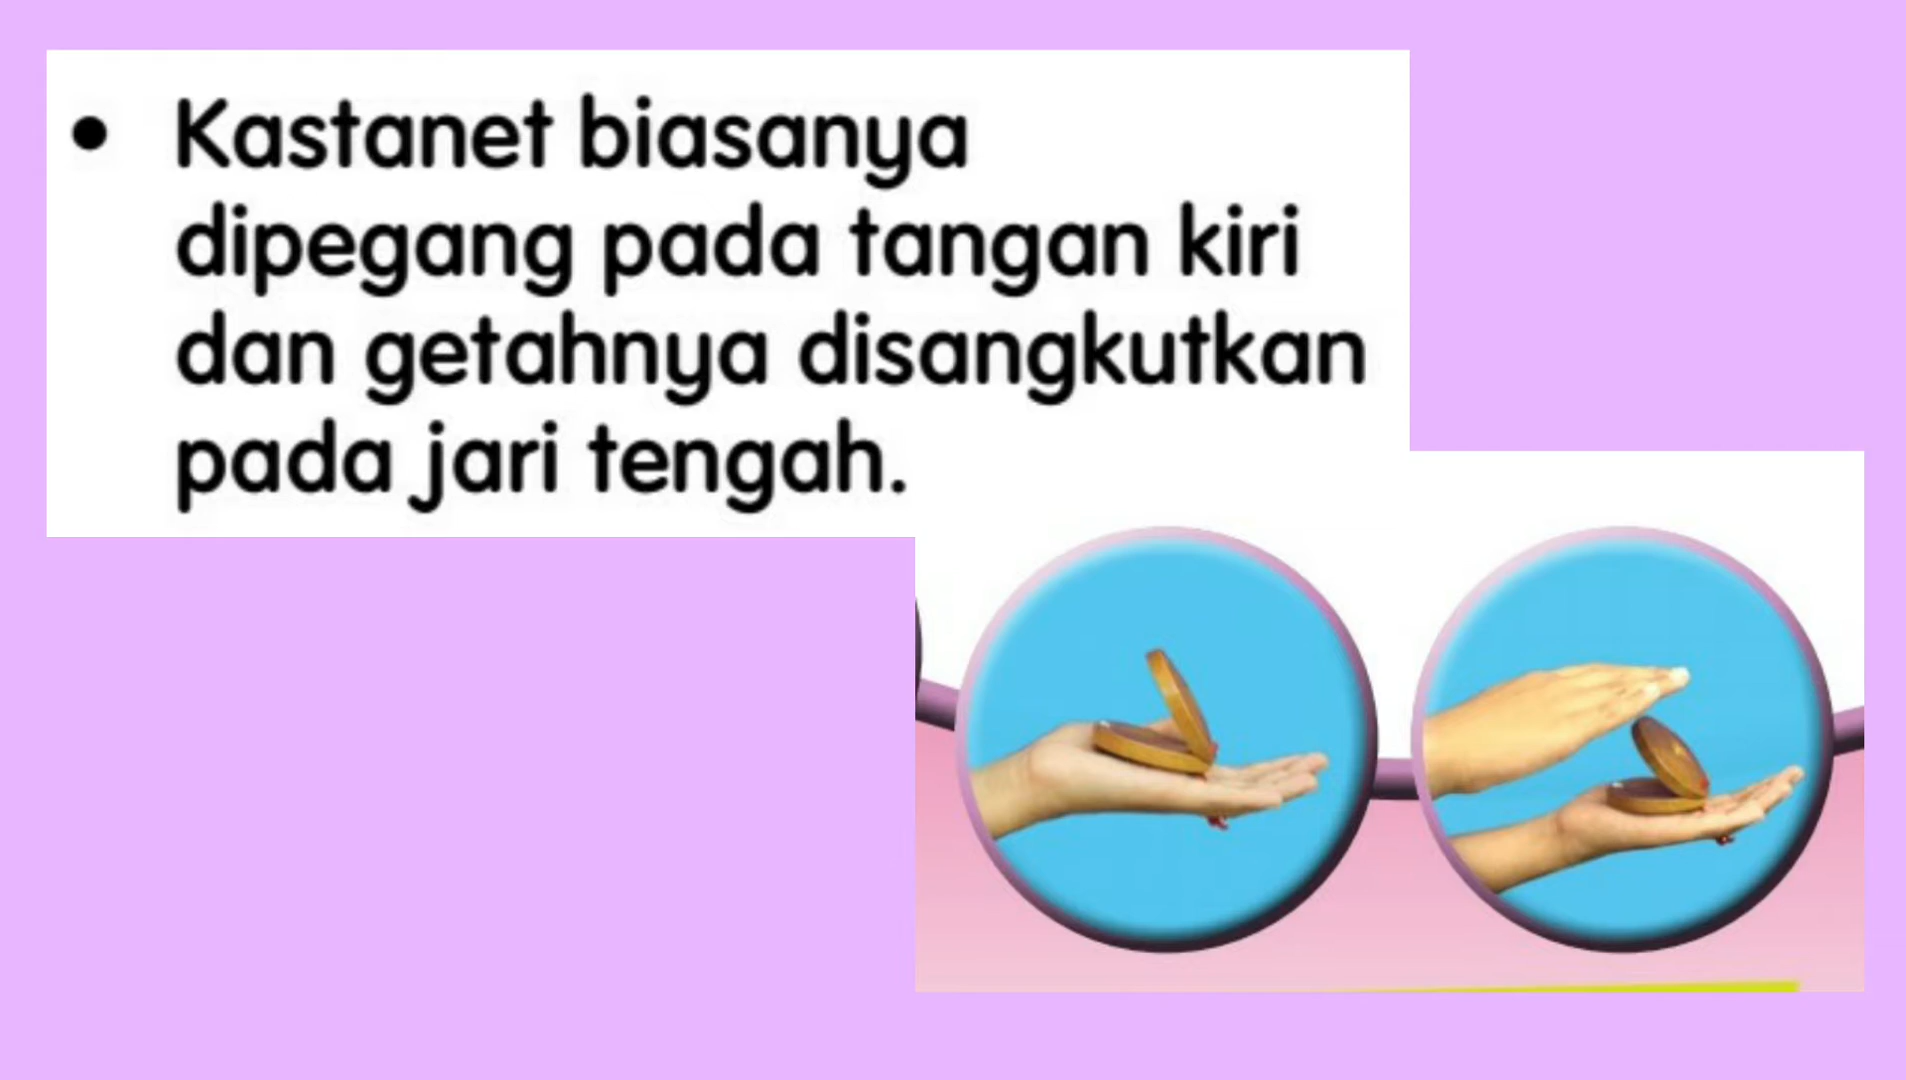 • Kastanet biasanya
dipegang pada tangan kiri
dan getahnya disangkutkan
pada jari tengah.